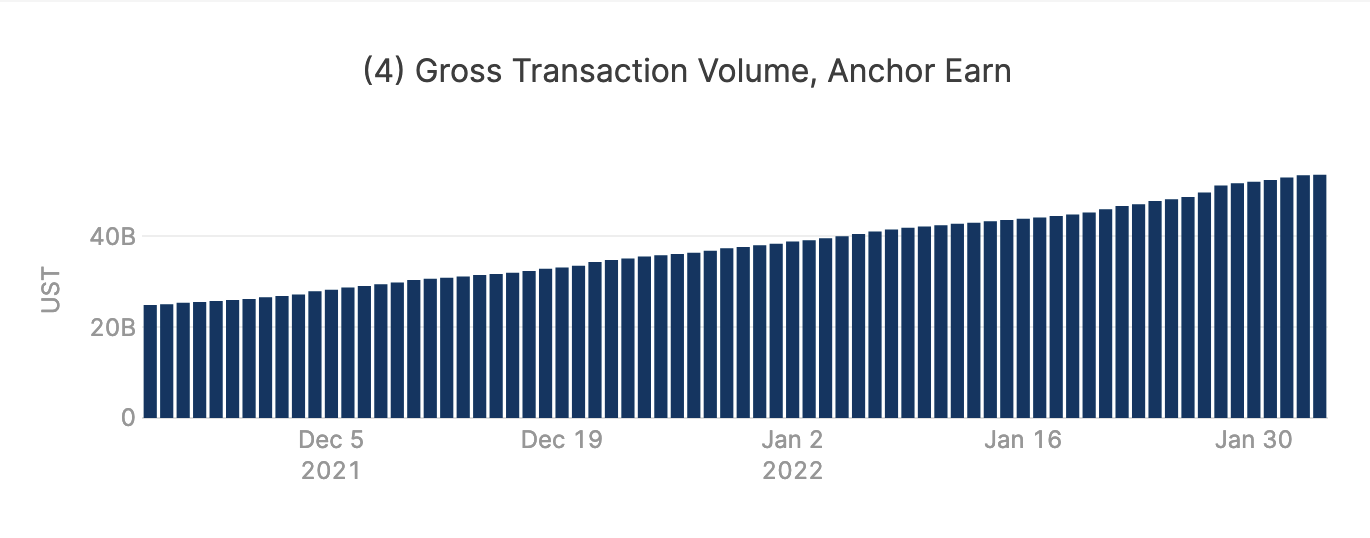 (4) Gross Transaction Volume, Anchor Earn
UST
40B
20B
0
Dec 5
2021
Dec 19
Jan 2
2022
Jan 16
Jan 30